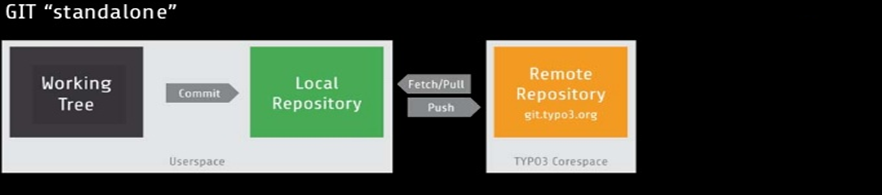 GIT “standalone”
Working
Tree
Commit
Local
Repository
Fetch/Pull
Push
Remote
Repository
git.typo3.org
Userspace
TYPO3 Corespace